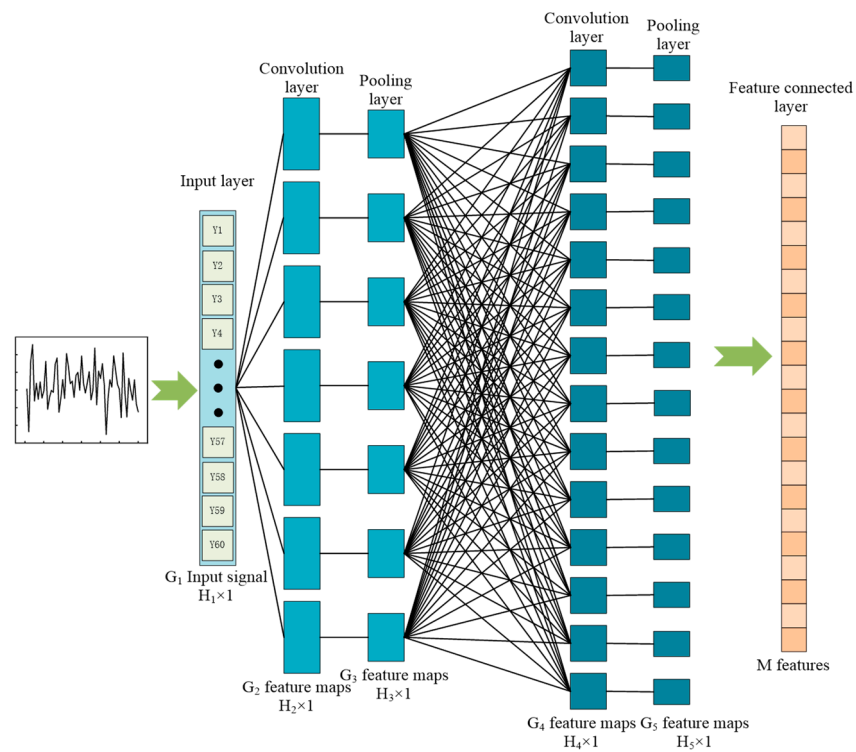 Convolution
layer
Pooling
layer
Convolution
layer
Pooling
layer
Feature connected
layer
Input layer
Y1
Y2
Y3
Y4
Y57
Y58
Y59
Y60
G₁ Input signal
H₁×1
G₂ feature maps
H₂×1
G₃ feature maps
H₃×1
G₄ feature maps
H₄×1
G₅ feature maps
H₅×1
M features